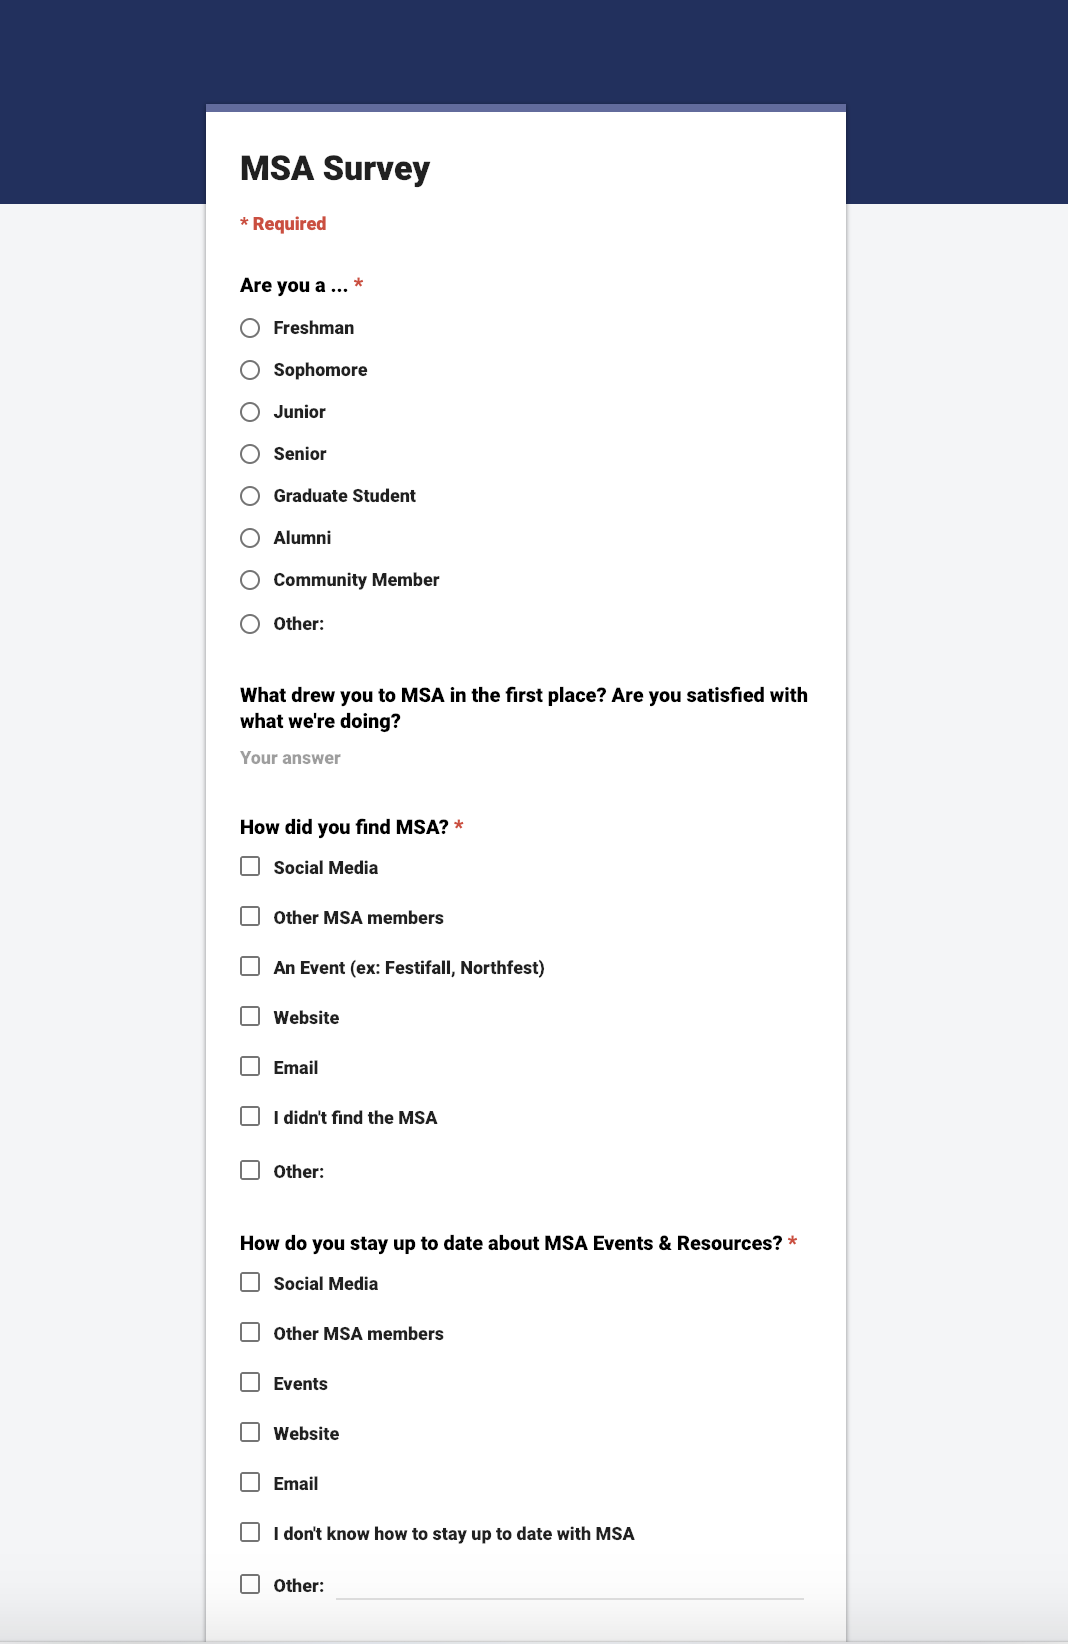 MSA Survey
* Required
Are you a ... *
Freshman
Sophomore
Junior
Senior
Graduate Student
Alumni
Community Member
Other:
What drew you to MSA in the first place? Are you satisfied with
what we're doing?
Your answer
How did you find MSA? *
Social Media
Other MSA members
An Event (ex: Festifall, Northfest)
Website
Email
I didn't find the MSA
Other:
How do you stay up to date about MSA Events & Resources? *
Social Media
Other MSA members
Events
Website
Email
I don't know how to stay up to date with MSA
Other: